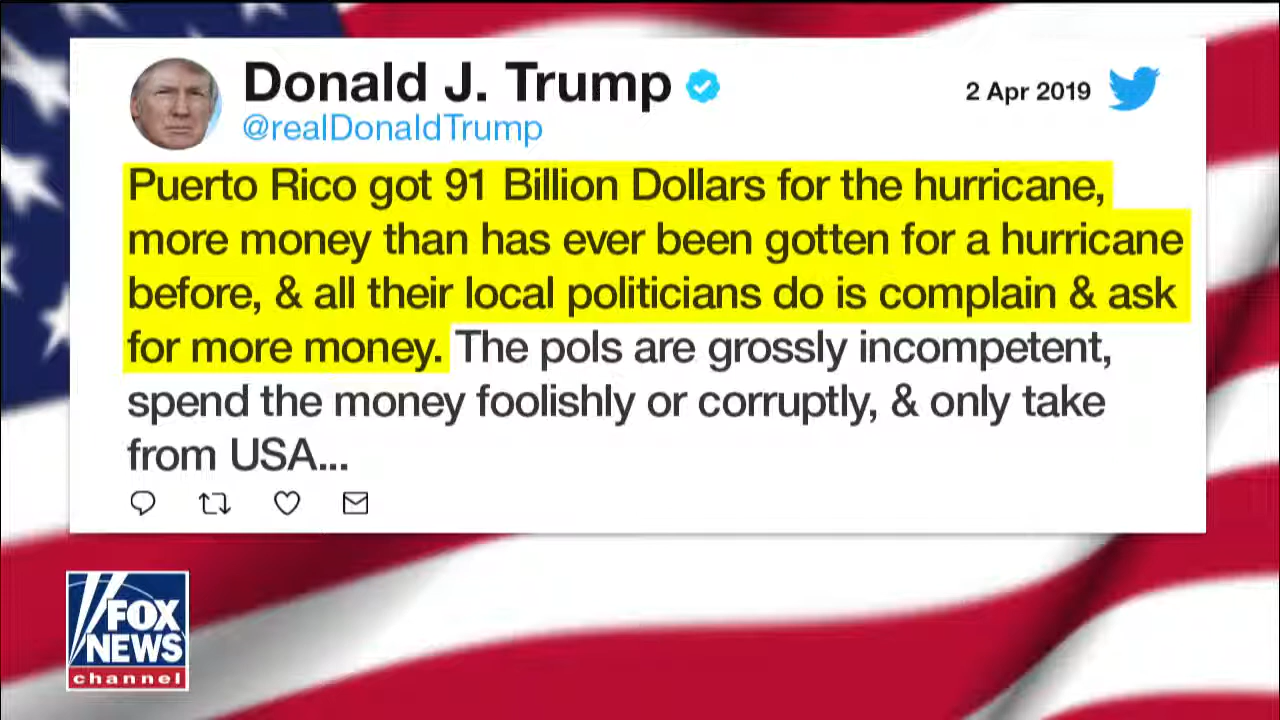 Donald J. Trump
@realDonaldTrump
2 Apr 2019
Puerto Rico got 91 Billion Dollars for the hurricane,
more money than has ever been gotten for a hurricane
before, & all their local politicians do is complain & ask
for more money. The pols are grossly incompetent,
spend the money foolishly or corruptly, & only take
from USA...
FOX
NEWS
channel